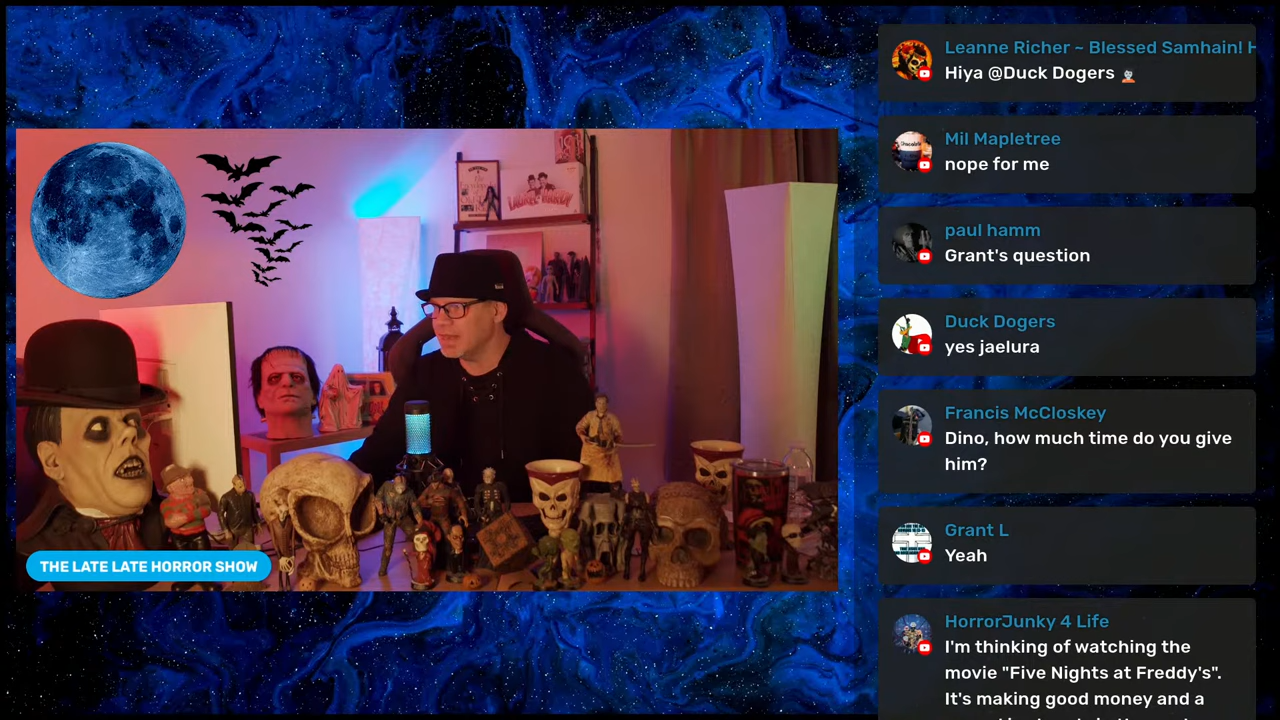 THE LATE LATE HORROR SHOW
Leanne Richer ~ Blessed Samhain! H
Hiya @Duck Dogers
Mil Mapletree
nope for me
paul hamm
Grant's question
Duck Dogers
yes jaelura
Francis McCloskey
Dino, how much time do you give
him?
Grant L
Yeah
HorrorJunky 4 Life
I'm thinking of watching the
movie "Five Nights at Freddy's".
It's making good money and a